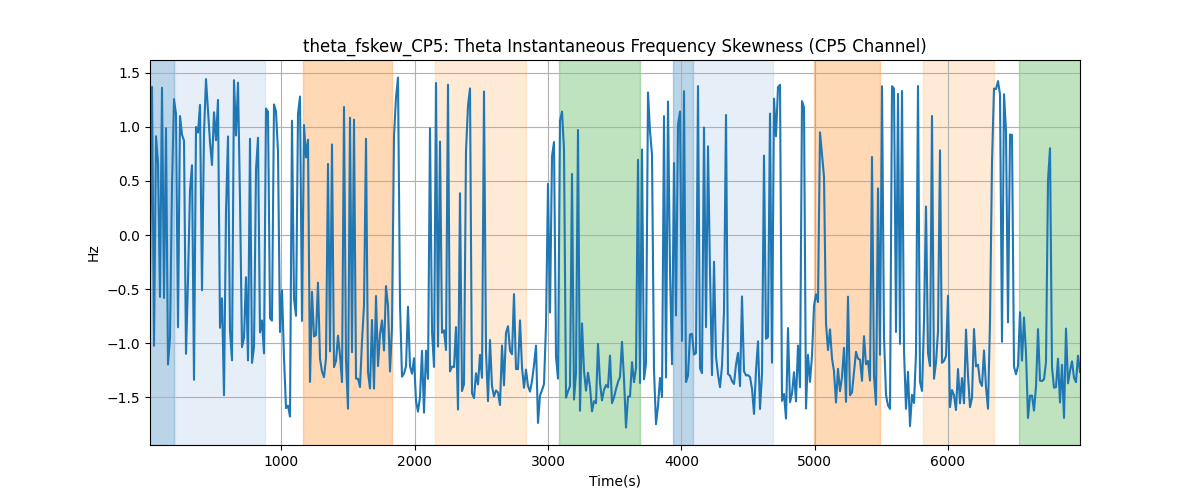 theta_fskew_CP5: Theta Instantaneous Frequency Skewness (CP5 Channel)
1.5
1.0
0.5
0.0
−0.5
−1.0
−1.5
Hz
1000 2000 3000 4000 5000 6000
Time(s)